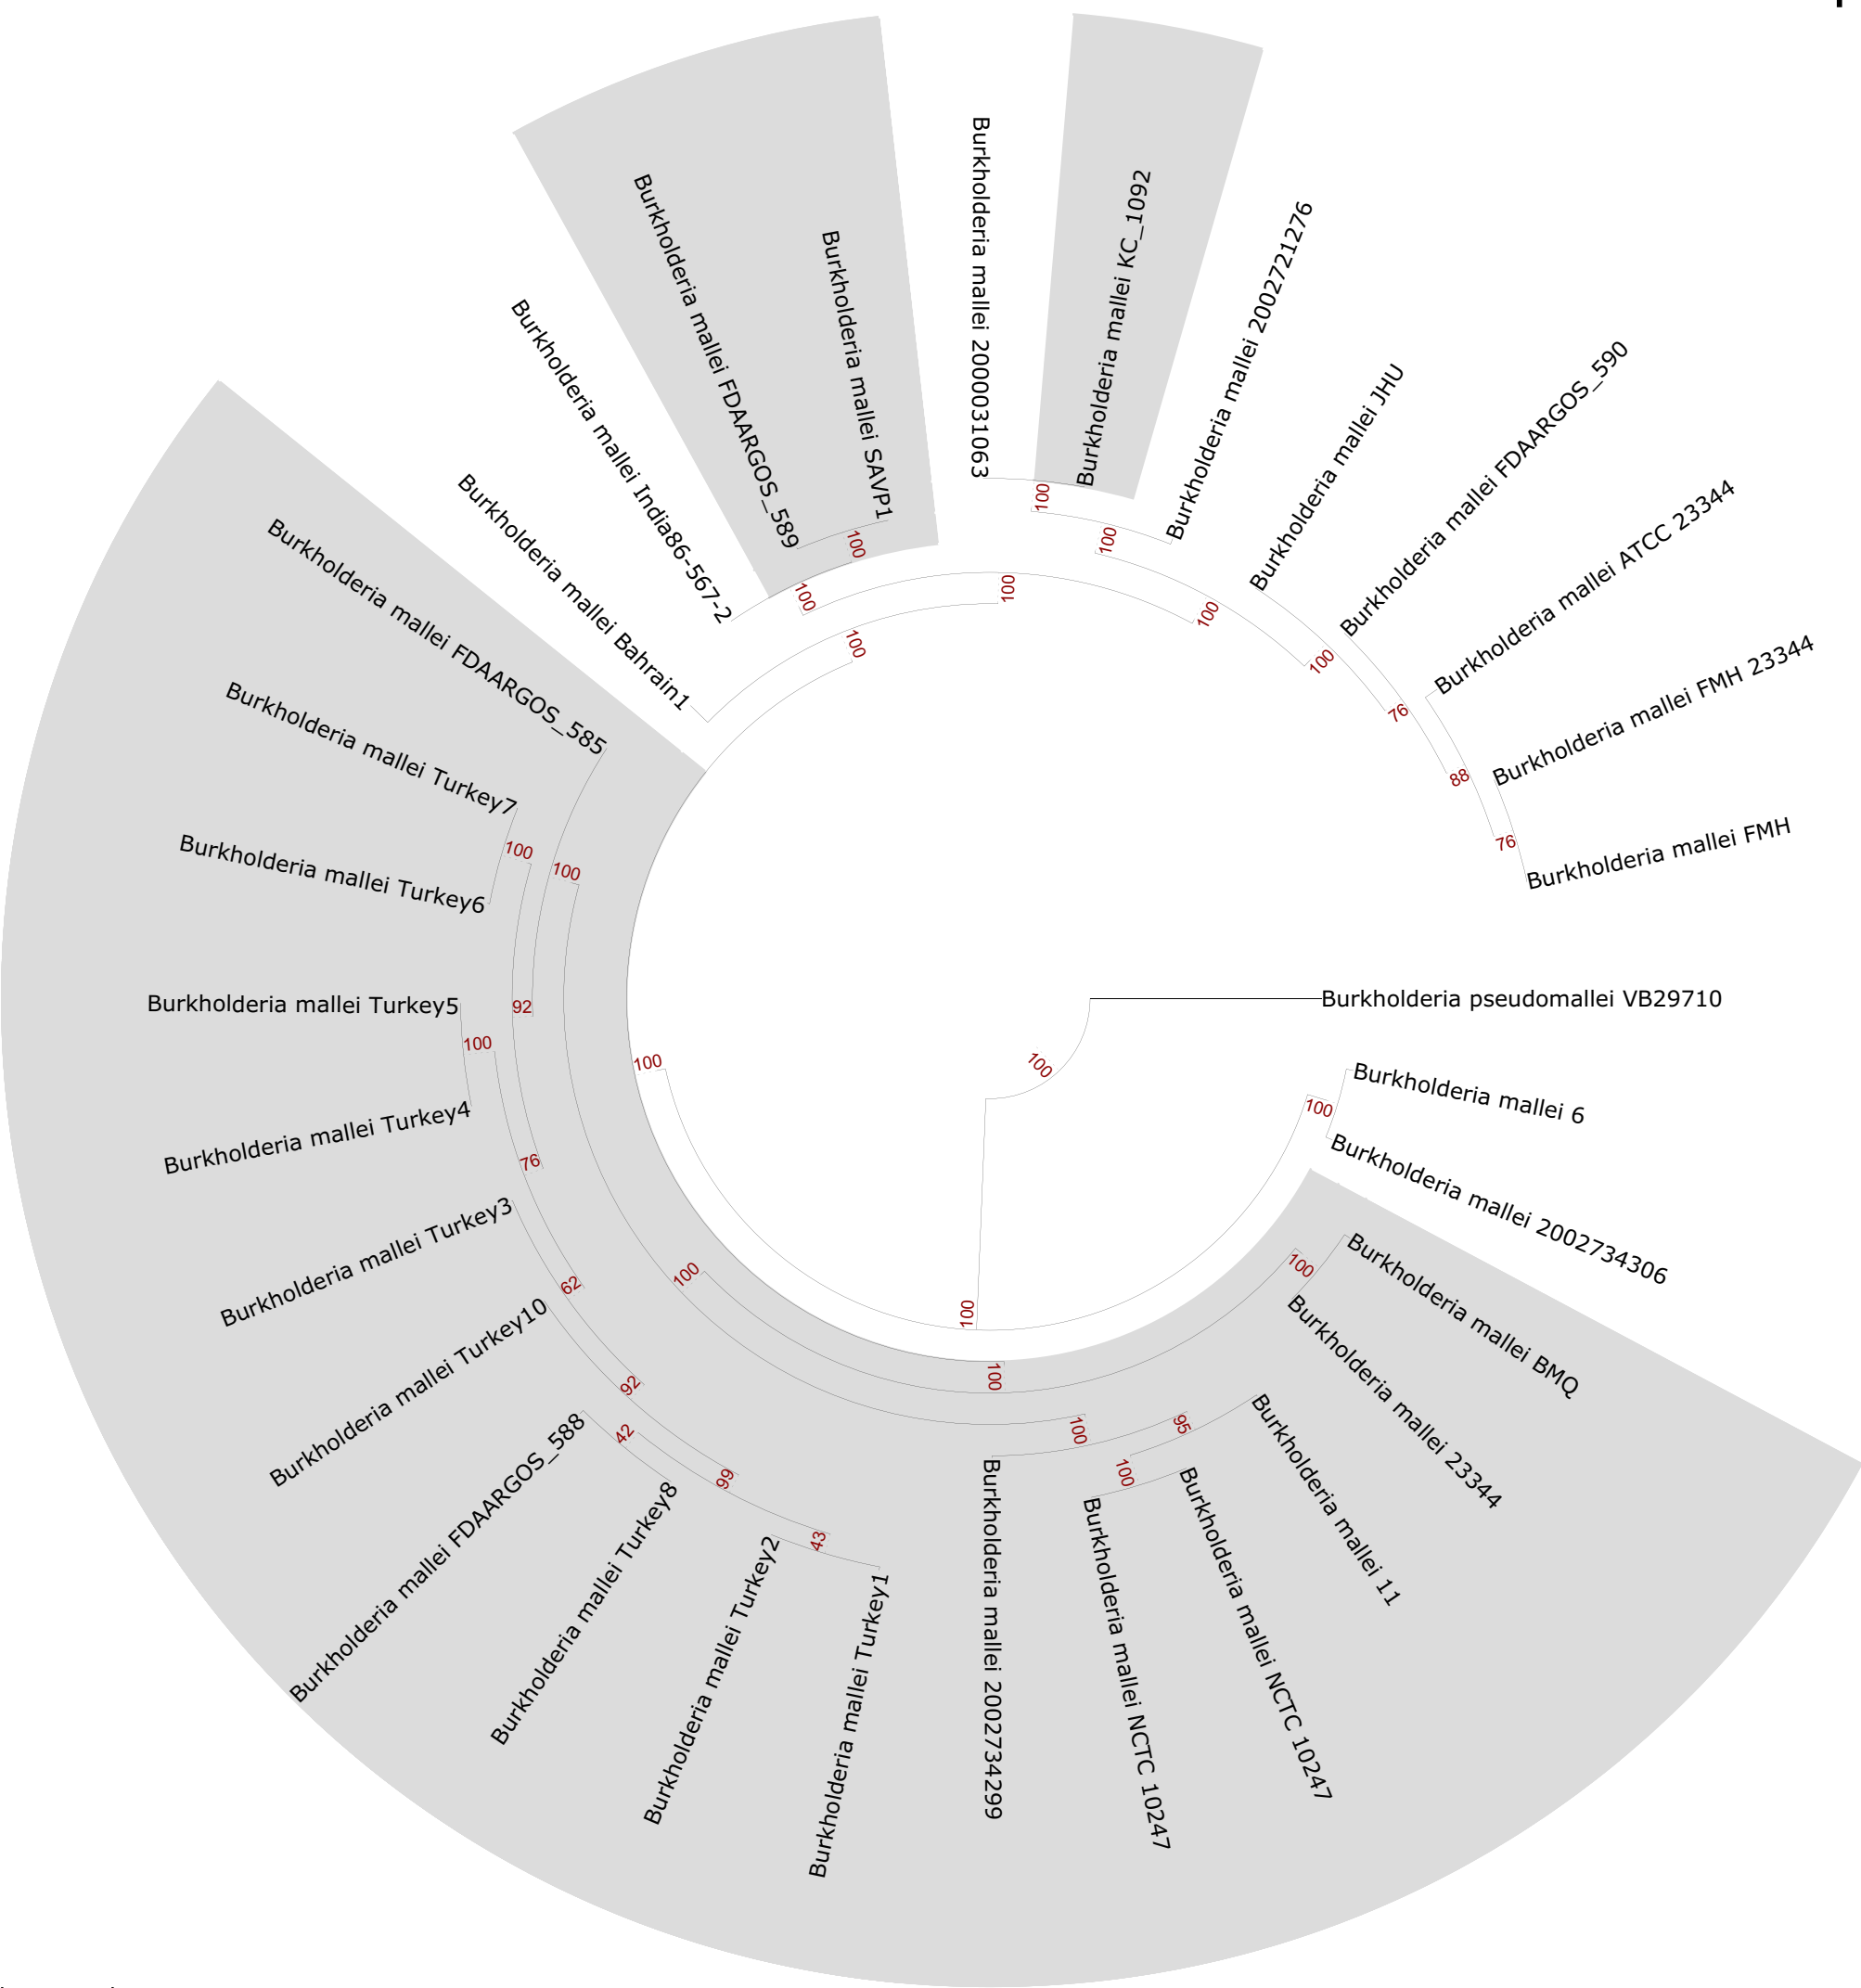 Burkholderia mallei 2000031063
Burkholderia mallei KC_1092
Burkholderia mallei 2002721276
Burkholderia mallei JHU
Burkholderia mallei FDAARGOS_590
Burkholderia mallei ATCC 23344
Burkholderia mallei FMH 23344
Burkholderia mallei FMH
Burkholderia pseudomallei VB29710
Burkholderia mallei 6
Burkholderia mallei 2002734306
Burkholderia mallei BMQ
Burkholderia mallei 23344
Burkholderia mallei 11
Burkholderia mallei NCTC 10247
Burkholderia mallei NCTC 10247
Burkholderia mallei 2002734299
Burkholderia mallei Turkey1
Burkholderia mallei Turkey2
Burkholderia mallei Turkey8
Burkholderia mallei FDAARGOS_588
Burkholderia mallei Turkey10
Burkholderia mallei Turkey3
Burkholderia mallei Turkey4
Burkholderia mallei Turkey5
Burkholderia mallei Turkey6
Burkholderia mallei Turkey7
Burkholderia mallei FDAARGOS_585
Burkholderia mallei Bahrain1
Burkholderia mallei India86-567-2
Burkholderia mallei FDAARGOS_589
Burkholderia mallei SAVP1
100
100
100
100
100
100
100
100
100
76
88
76
100
100
100
100
100
100
100
95
100
100
100
92
100
76
62
92
42
99
43